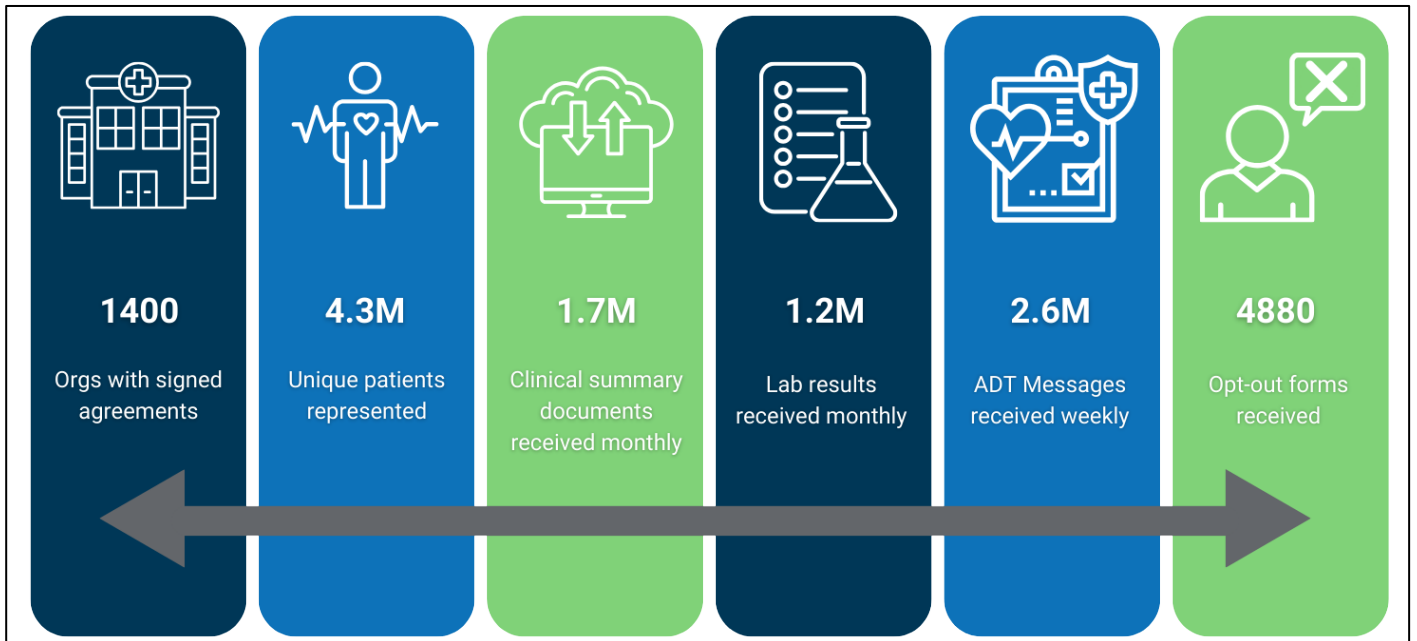 1400
Orgs with signed
agreements
4.3M
Unique patients
represented
1.7M
Clinical summary
documents
received monthly
1.2M
Lab results
received monthly
2.6M
ADT Messages
received weekly
4880
Opt-out forms
received